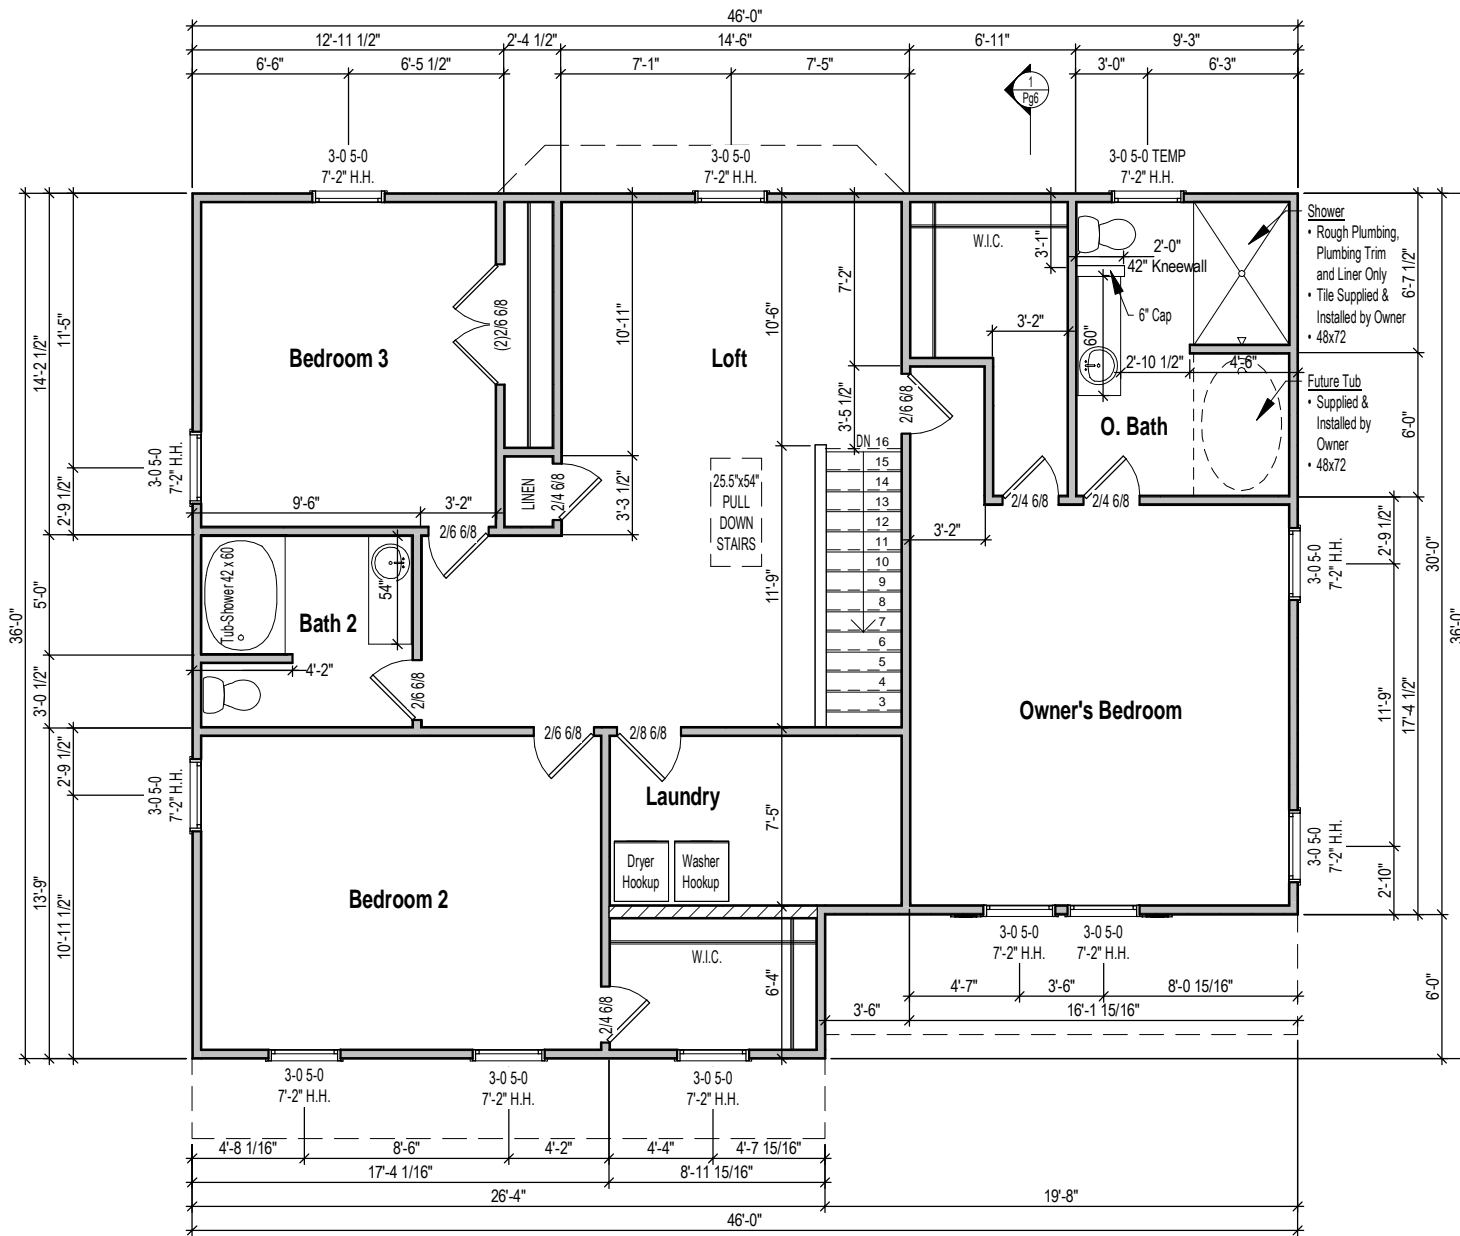 46'-0"
12'-11 1/2"
2'-4 1/2"
14'-6"
6'-11"
9'-3"
6'-6"
6'-5 1/2"
7'-1"
7'-5"
3'-0"
6'-3"
1
Pg6
3-0 5-0
7'-2" H.H.
3-0 5-0
7'-2" H.H.
3-0 5-0 TEMP
7'-2" H.H.
Shower
• Rough Plumbing,
Plumbing Trim
and Liner Only
• Tile Supplied &
Installed by Owner
• 48x72
Future Tub
• Supplied &
Installed by
Owner
• 48x72
6'-7 1/2"
6'-0"
30'-0"
36'-0"
2'-9 1/2"
11'-9"
17'-4 1/2"
2'-10"
6'-0"
3-0 5-0
7'-2" H.H.
3-0 5-0
7'-2" H.H.
W.I.C.
3'-1"
2'-0"
42" Kneewall
6" Cap
60"
2'-10 1/2"
4'-6"
O. Bath
3'-2"
7'-2"
3'-5 1/2"
2/6 6/8
2/4 6/8
2/4 6/8
3'-2"
Owner's Bedroom
Bedroom 3
(2)2/6 6/8
Loft
10'-11"
10'-6"
3'-3 1/2"
LINEN
2/4 6/8
25.5"x54"
PULL
DOWN
STAIRS
11'-9"
DN 16
15
14
13
12
11
10
9
8
7
6
5
4
3
14'-2 1/2"
11'-5"
2'-9 1/2"
3-0 5-0
7'-2" H.H.
9'-6"
3'-2"
2/6 6/8
36'-0"
5'-0"
3'-0 1/2"
Tub-Shower 42 x 60
54"
Bath 2
4'-2"
2/6 6/8
2'-9 1/2"
3-0 5-0
7'-2" H.H.
13'-9"
10'-11 1/2"
2/6 6/8
2/8 6/8
Laundry
7'-5"
Dryer
Hookup
Washer
Hookup
Bedroom 2
W.I.C.
6'-4"
2/4 6/8
3-0 5-0
7'-2" H.H.
3-0 5-0
7'-2" H.H.
4'-7"
3'-6"
8'-0 15/16"
3'-6"
16'-1 15/16"
3-0 5-0
7'-2" H.H.
3-0 5-0
7'-2" H.H.
3-0 5-0
7'-2" H.H.
4'-8 1/16"
8'-6"
4'-2"
4'-4"
4'-7 15/16"
17'-4 1/16"
8'-11 15/16"
26'-4"
19'-8"
46'-0"